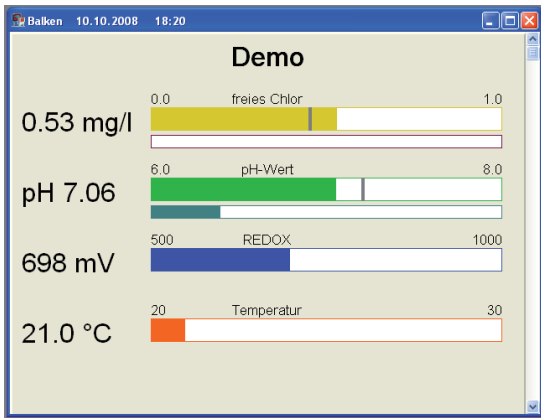 Balken 10.10.2008 18:20
Demo
0.0 freies Chlor 1.0
0.53 mg/l
6.0 pH-Wert 8.0
pH 7.06
500 REDOX 1000
698 mV
20 Temperatur 30
21.0 °C